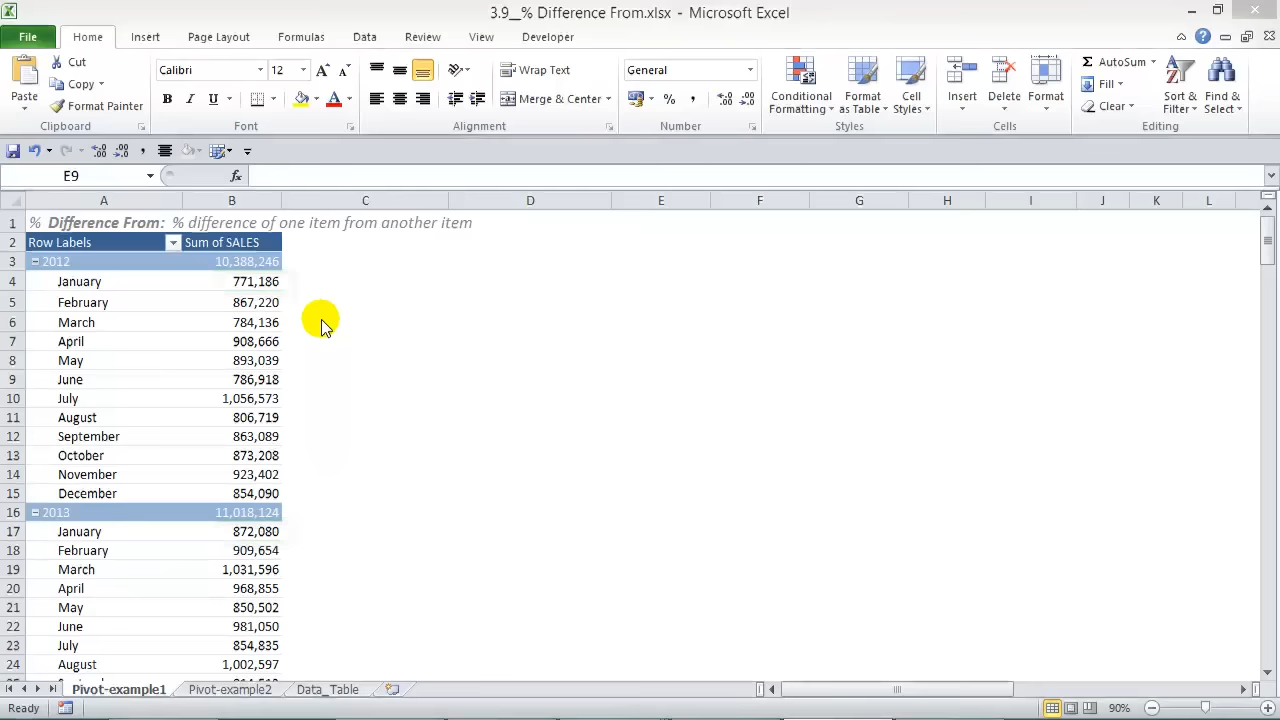 3.9__% Difference From.xlsx - Microsoft Excel
File Home Insert Page Layout Formulas Data Review View Developer
Paste Cut Copy Format Painter Clipboard
Calibri 12 B I U A Font
Wrap Text Merge & Center Alignment
General % , Number
Conditional Formatting Format as Table Cell Styles Styles
Insert Delete Format Cells
AutoSum Fill Clear Sort & Filter Find & Select Editing
E9 fx
A B C D E F G H I J K L
1 % Difference From: % difference of one item from another item
2 Row Labels Sum of SALES
3 2012 10,388,246
4 January 771,186
5 February 867,220
6 March 784,136
7 April 908,666
8 May 893,039
9 June 786,918
10 July 1,056,573
11 August 806,719
12 September 863,089
13 October 873,208
14 November 923,402
15 December 854,090
16 2013 11,018,124
17 January 872,080
18 February 909,654
19 March 1,031,596
20 April 968,855
21 May 850,502
22 June 981,050
23 July 854,835
24 August 1,002,597
Pivot-example1 Pivot-example2 Data_Table
Ready 90%